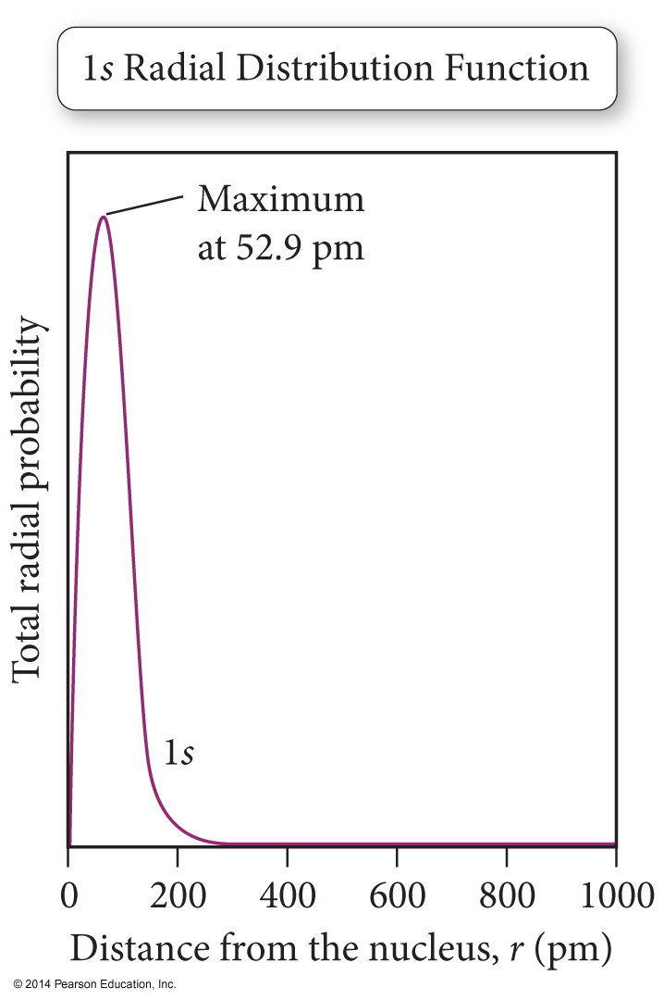 1s Radial Distribution Function
Maximum
at 52.9 pm
Total radial probability
1s
0 200 400 600 800 1000
Distance from the nucleus, r (pm)
© 2014 Pearson Education, Inc.